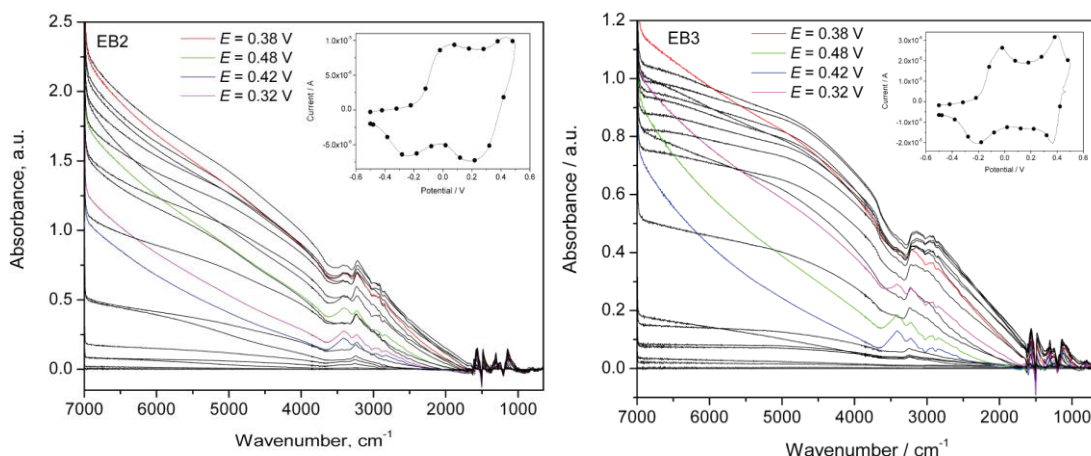 EB2
E = 0.38 V
E = 0.48 V
E = 0.42 V
E = 0.32 V
Absorbance, a.u.
2.5
2.0
1.5
1.0
0.5
0.0
7000 6000 5000 4000 3000 2000 1000
Wavenumber, cm⁻¹
Current / A
1.0x10⁻⁵
5.0x10⁻⁶
0.0
-5.0x10⁻⁶
-0.6 -0.4 -0.2 0.0 0.2 0.4 0.6
Potential / V
EB3
E = 0.38 V
E = 0.48 V
E = 0.42 V
E = 0.32 V
Absorbance / a.u.
1.2
1.0
0.8
0.6
0.4
0.2
0.0
7000 6000 5000 4000 3000 2000 1000
Wavenumber / cm⁻¹
Current / A
3.0x10⁻⁵
2.0x10⁻⁵
1.0x10⁻⁵
0.0
-1.0x10⁻⁵
-2.0x10⁻⁵
-0.6 -0.4 -0.2 0.0 0.2 0.4 0.6
Potential / V